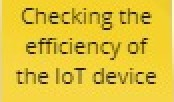 Checking the
efficiency of
the IoT device